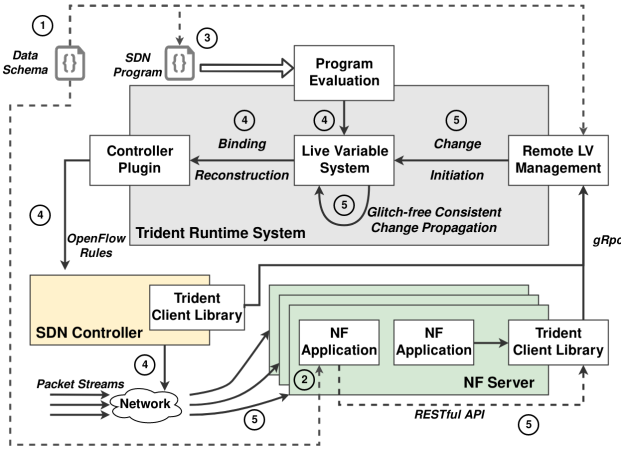 1
Data
Schema
{}
3
SDN
Program
{}
Program
Evaluation
4
Binding
Reconstruction
4
5
Change
Initiation
Controller
Plugin
Live Variable
System
Remote LV
Management
5
Glitch-free Consistent
Change Propagation
Trident Runtime System
4
OpenFlow
Rules
gRpc
Trident
Client Library
SDN Controller
NF
Application
NF
Application
Trident
Client Library
4
2
NF Server
Packet Streams
Network
5
RESTful API
5